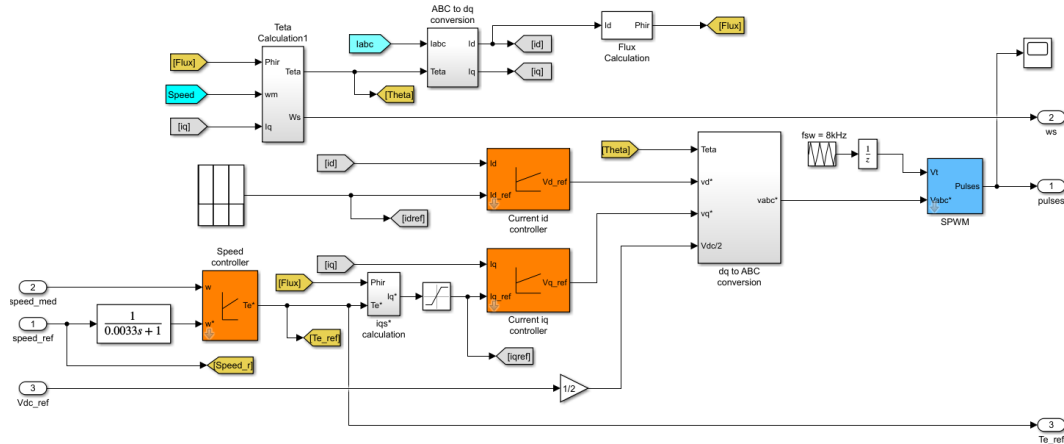 Teta
Calculation1
[Flux]
Speed
[iq]
Phir
wm
Iq
Teta
Ws
[Theta]
ABC to dq
conversion
Iabc
Iabc
Teta
Id
Iq
[id]
[iq]
Id
Phir
Flux
Calculation
[Flux]
2
ws
[id]
Id
Id_ref
Vd_ref
Current id
controller
[idref]
[Theta]
Teta
vd*
vq*
Vdc/2
vabc*
dq to ABC
conversion
fsw = 8kHz
1
z
Vt
Vabc*
Pulses
SPWM
1
pulses
Speed
controller
2
speed_med
1
speed_ref
1
0.0033s + 1
w
w*
Te*
[Speed_r]
[Te_ref]
[iq]
[Flux]
Phir
Te*
Iq*
iqs*
calculation
Iq
Iq_ref
Vq_ref
Current iq
controller
[iqref]
3
Vdc_ref
1/2
3
Te_ref